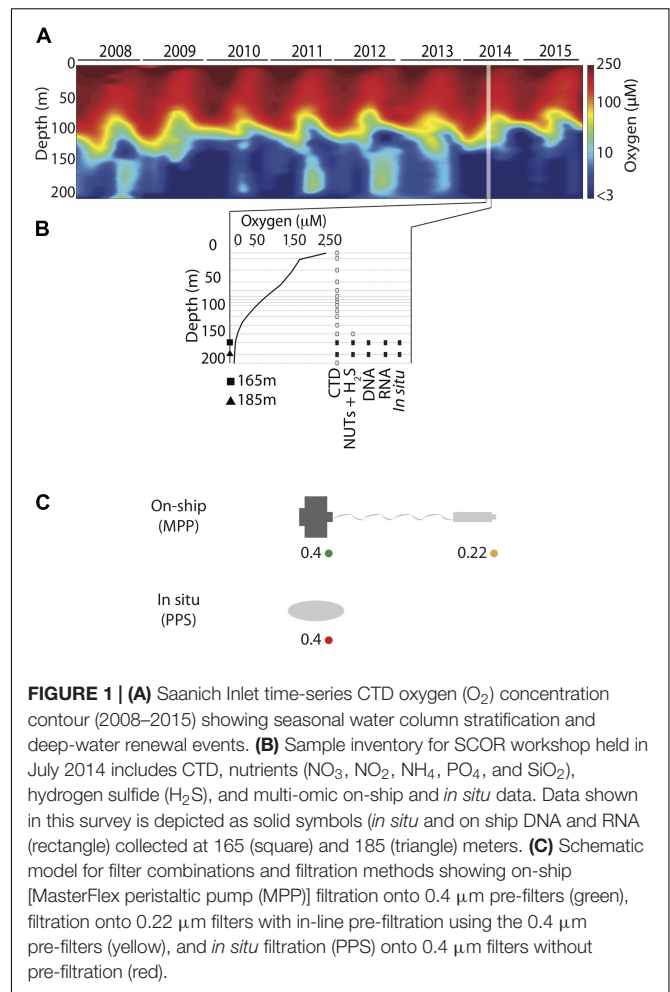 A
2008 2009 2010 2011 2012 2013 2014 2015
0
50
100
150
200
Depth (m)
250
100
10
<3
Oxygen (µM)
B
Oxygen (µM)
0 50 150 250
0
50
100
150
200
Depth (m)
■ 165m
▲ 185m
CTD
NUTs + H₂S
DNA
RNA
In situ
C
On-ship
(MPP)
0.4
0.22
In situ
(PPS)
0.4
FIGURE 1 | (A) Saanich Inlet time-series CTD oxygen (O₂) concentration
contour (2008–2015) showing seasonal water column stratification and
deep-water renewal events. (B) Sample inventory for SCOR workshop held in
July 2014 includes CTD, nutrients (NO₃, NO₂, NH₄, PO₄, and SiO₂),
hydrogen sulfide (H₂S), and multi-omic on-ship and in situ data. Data shown
in this survey is depicted as solid symbols (in situ and on ship DNA and RNA
(rectangle) collected at 165 (square) and 185 (triangle) meters. (C) Schematic
model for filter combinations and filtration methods showing on-ship
[MasterFlex peristaltic pump (MPP)] filtration onto 0.4 µm pre-filters (green),
filtration onto 0.22 µm filters with in-line pre-filtration using the 0.4 µm
pre-filters (yellow), and in situ filtration (PPS) onto 0.4 µm filters without
pre-filtration (red).